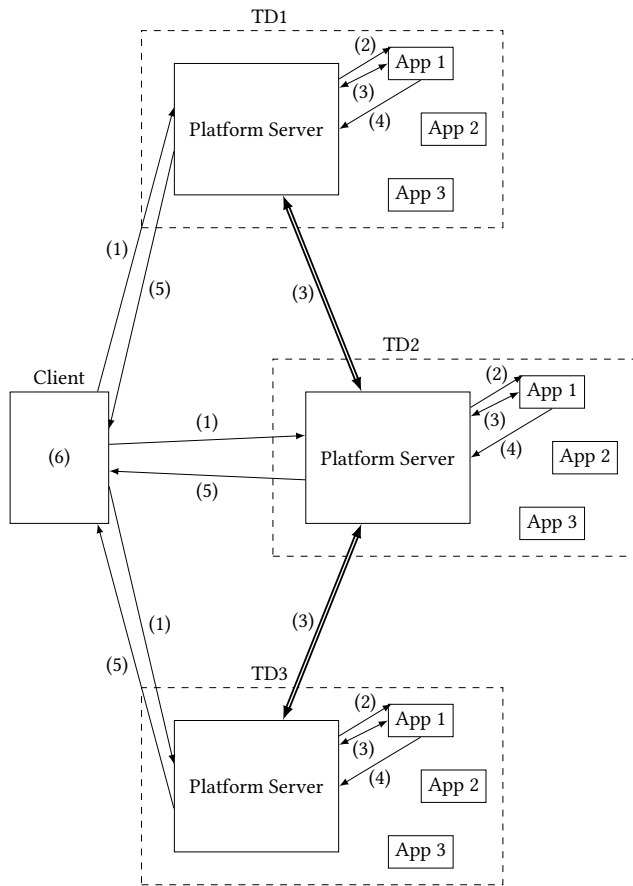 TD1
(2)
App 1
(3)
Platform Server
(4)
App 2
App 3
(1)
(5)
(3)
TD2
Client
(2)
App 1
(3)
(1)
(4)
(6)
Platform Server
App 2
(5)
App 3
(3)
(1)
(5)
TD3
(2)
App 1
(3)
Platform Server
(4)
App 2
App 3